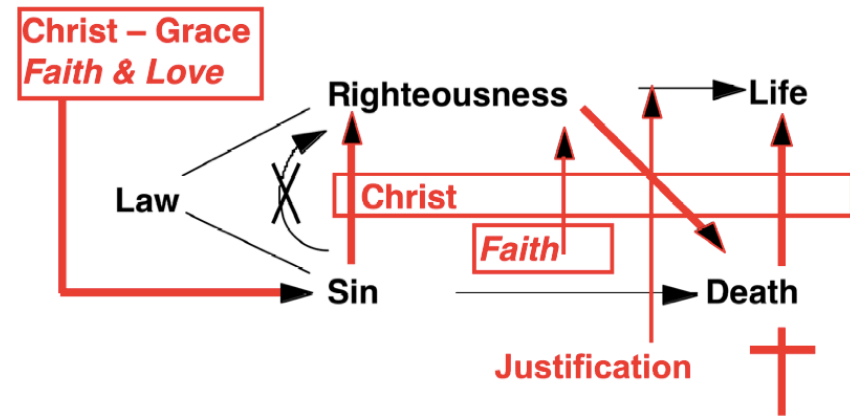 Christ – Grace
Faith & Love
Righteousness
Life
Law
Christ
Faith
Sin
Death
Justification